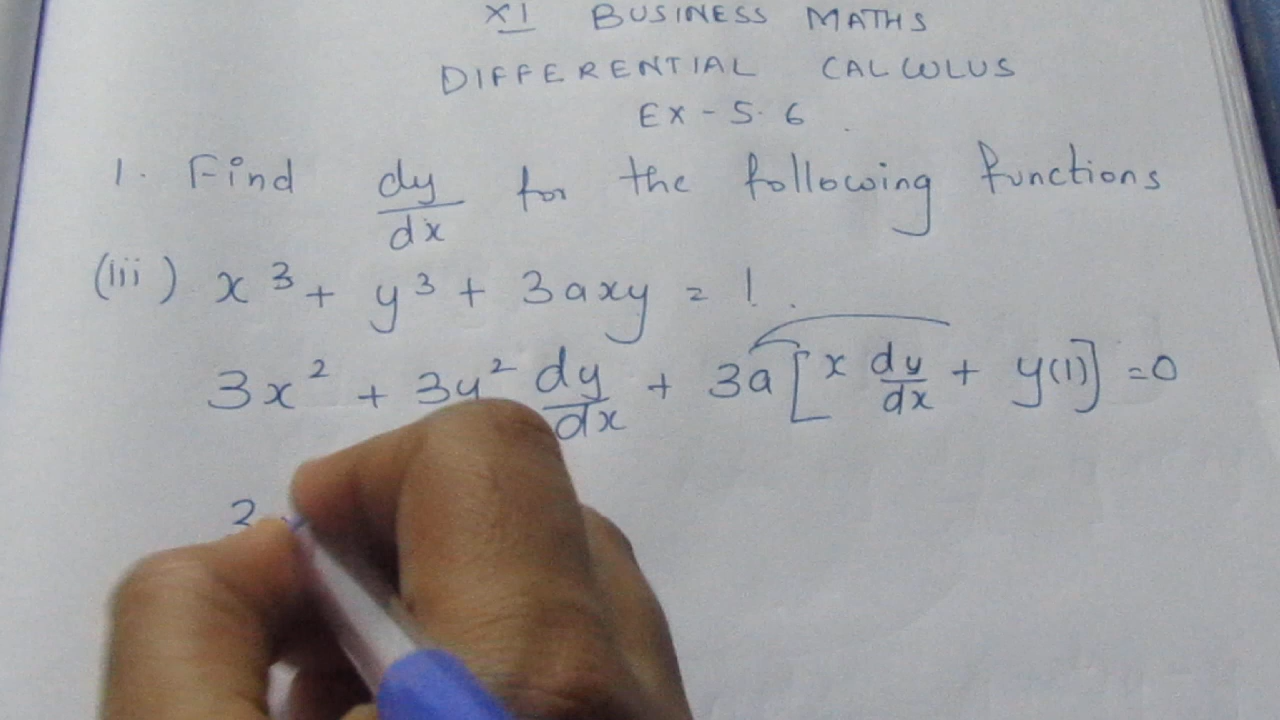 XI BUSINESS MATHS
DIFFERENTIAL CALCULUS
EX - 5.6
1. Find dy/dx for the following functions
(iii) x³ + y³ + 3axy = 1.
3x² + 3y² dy/dx + 3a [x dy/dx + y(1)] = 0
3